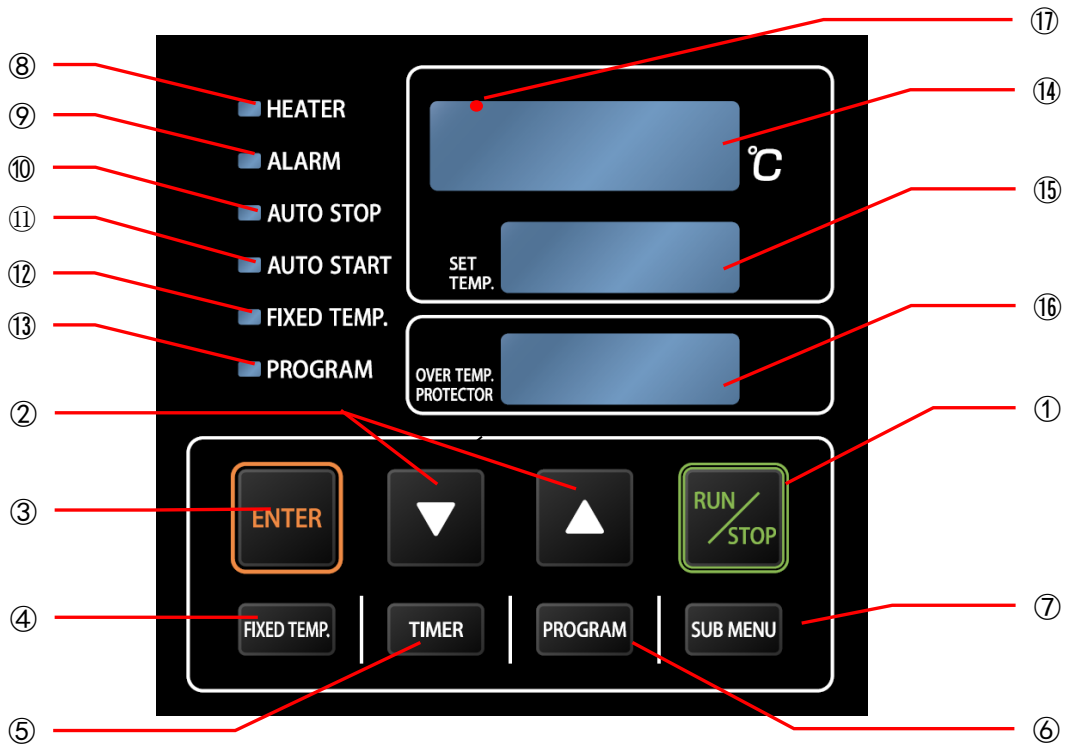 ⑰
⑧
HEATER
⑭
⑨
ALARM
℃
⑩
AUTO STOP
⑮
⑪
AUTO START
SET
TEMP.
⑫
FIXED TEMP.
⑯
⑬
PROGRAM
OVER TEMP.
PROTECTOR
②
①
③
ENTER
▼
▲
RUN/STOP
④
FIXED TEMP.
TIMER
PROGRAM
SUB MENU
⑦
⑤
⑥